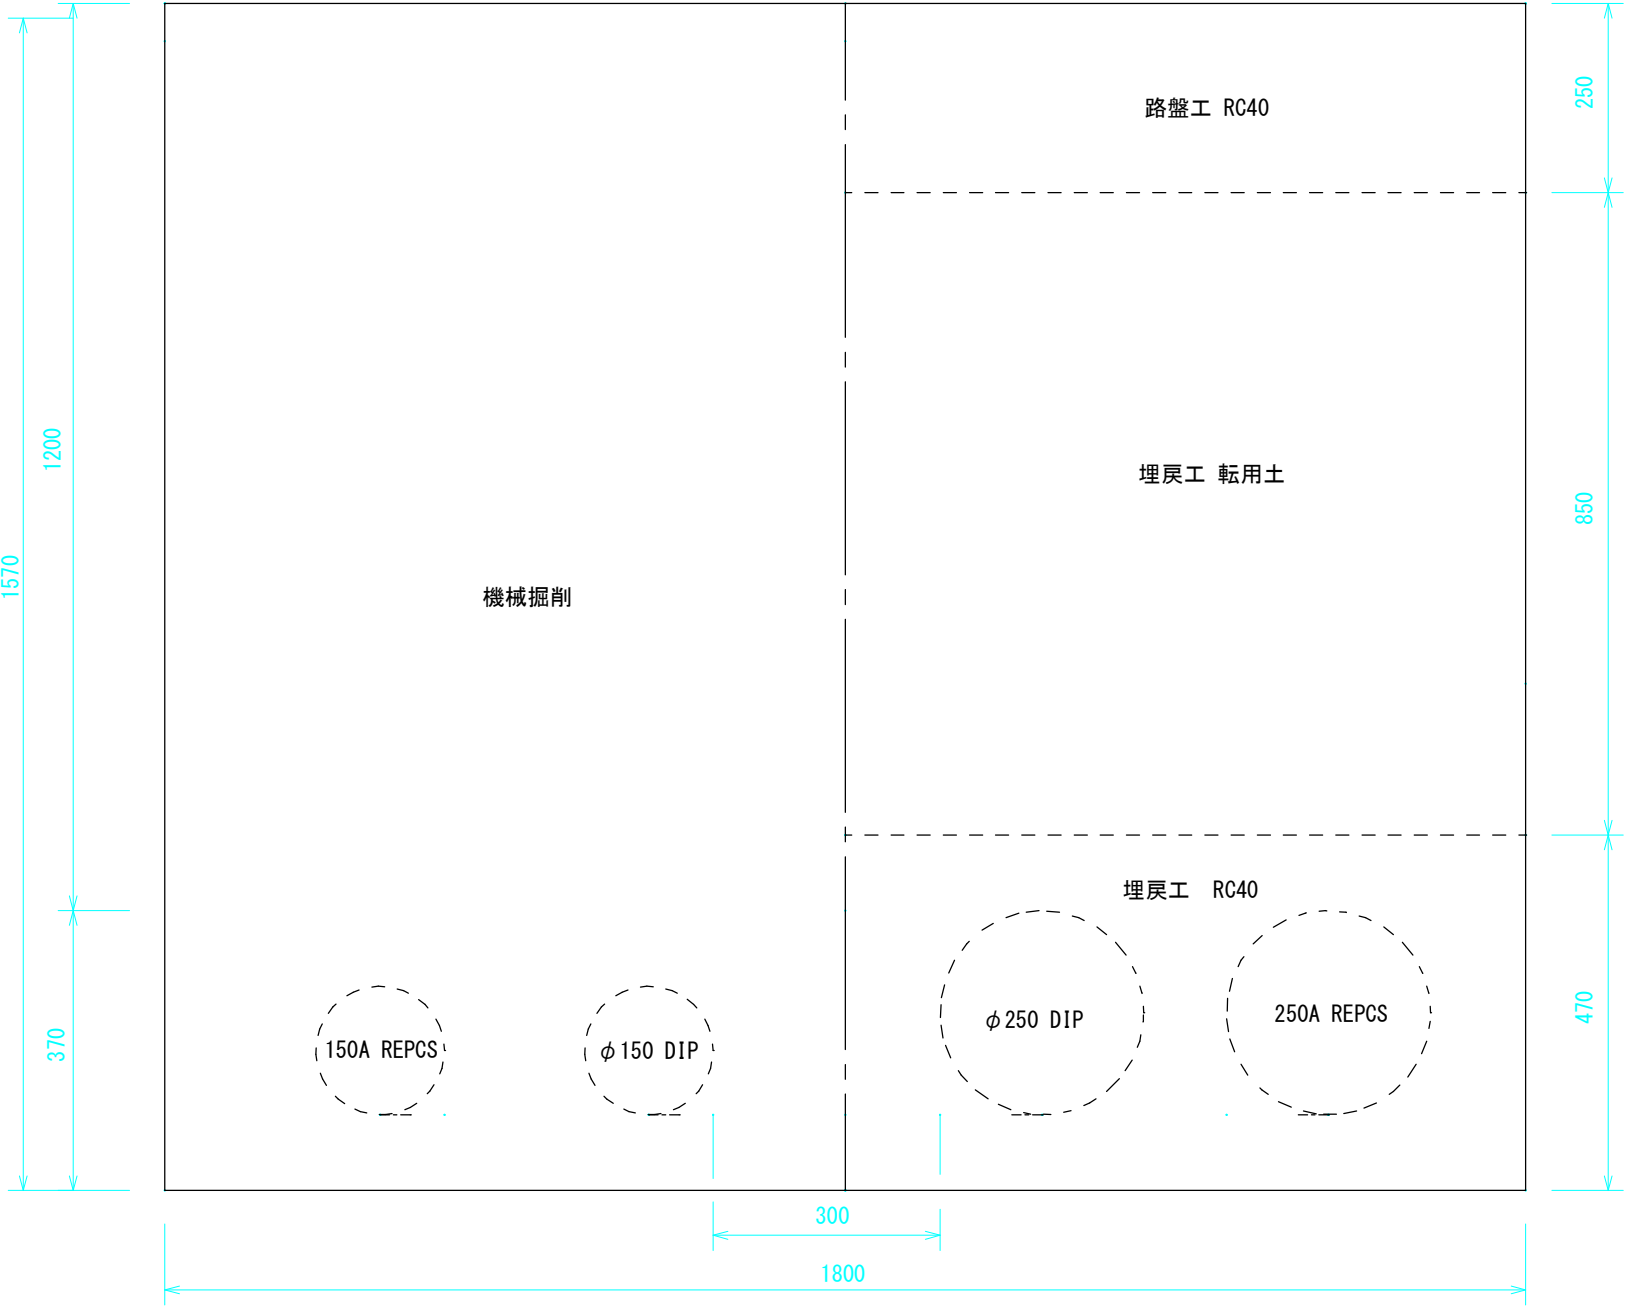 路盤工 RC40
250
1200
埋戻工 転用土
850
1570
機械掘削
埋戻工　RC40
370
150A REPCS
φ150 DIP
φ250 DIP
250A REPCS
470
300
1800